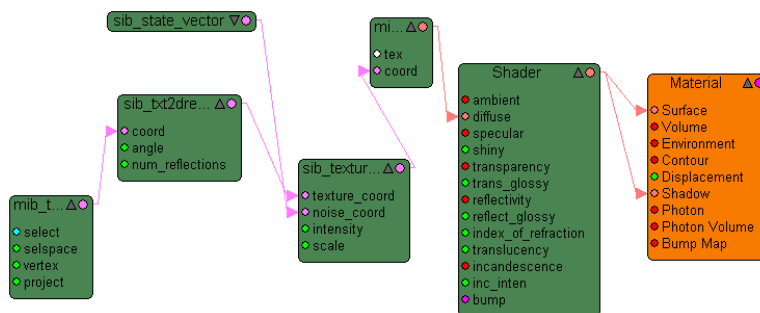 sib_state_vector
mi...
tex
coord
sib_txt2dre...
coord
angle
num_reflections
mib_t...
select
selspace
vertex
project
sib_textur...
texture_coord
noise_coord
intensity
scale
Shader
ambient
diffuse
specular
shiny
transparency
trans_glossy
reflectivity
reflect_glossy
index_of_refraction
translucency
incandescence
inc_inten
bump
Material
Surface
Volume
Environment
Contour
Displacement
Shadow
Photon
Photon Volume
Bump Map